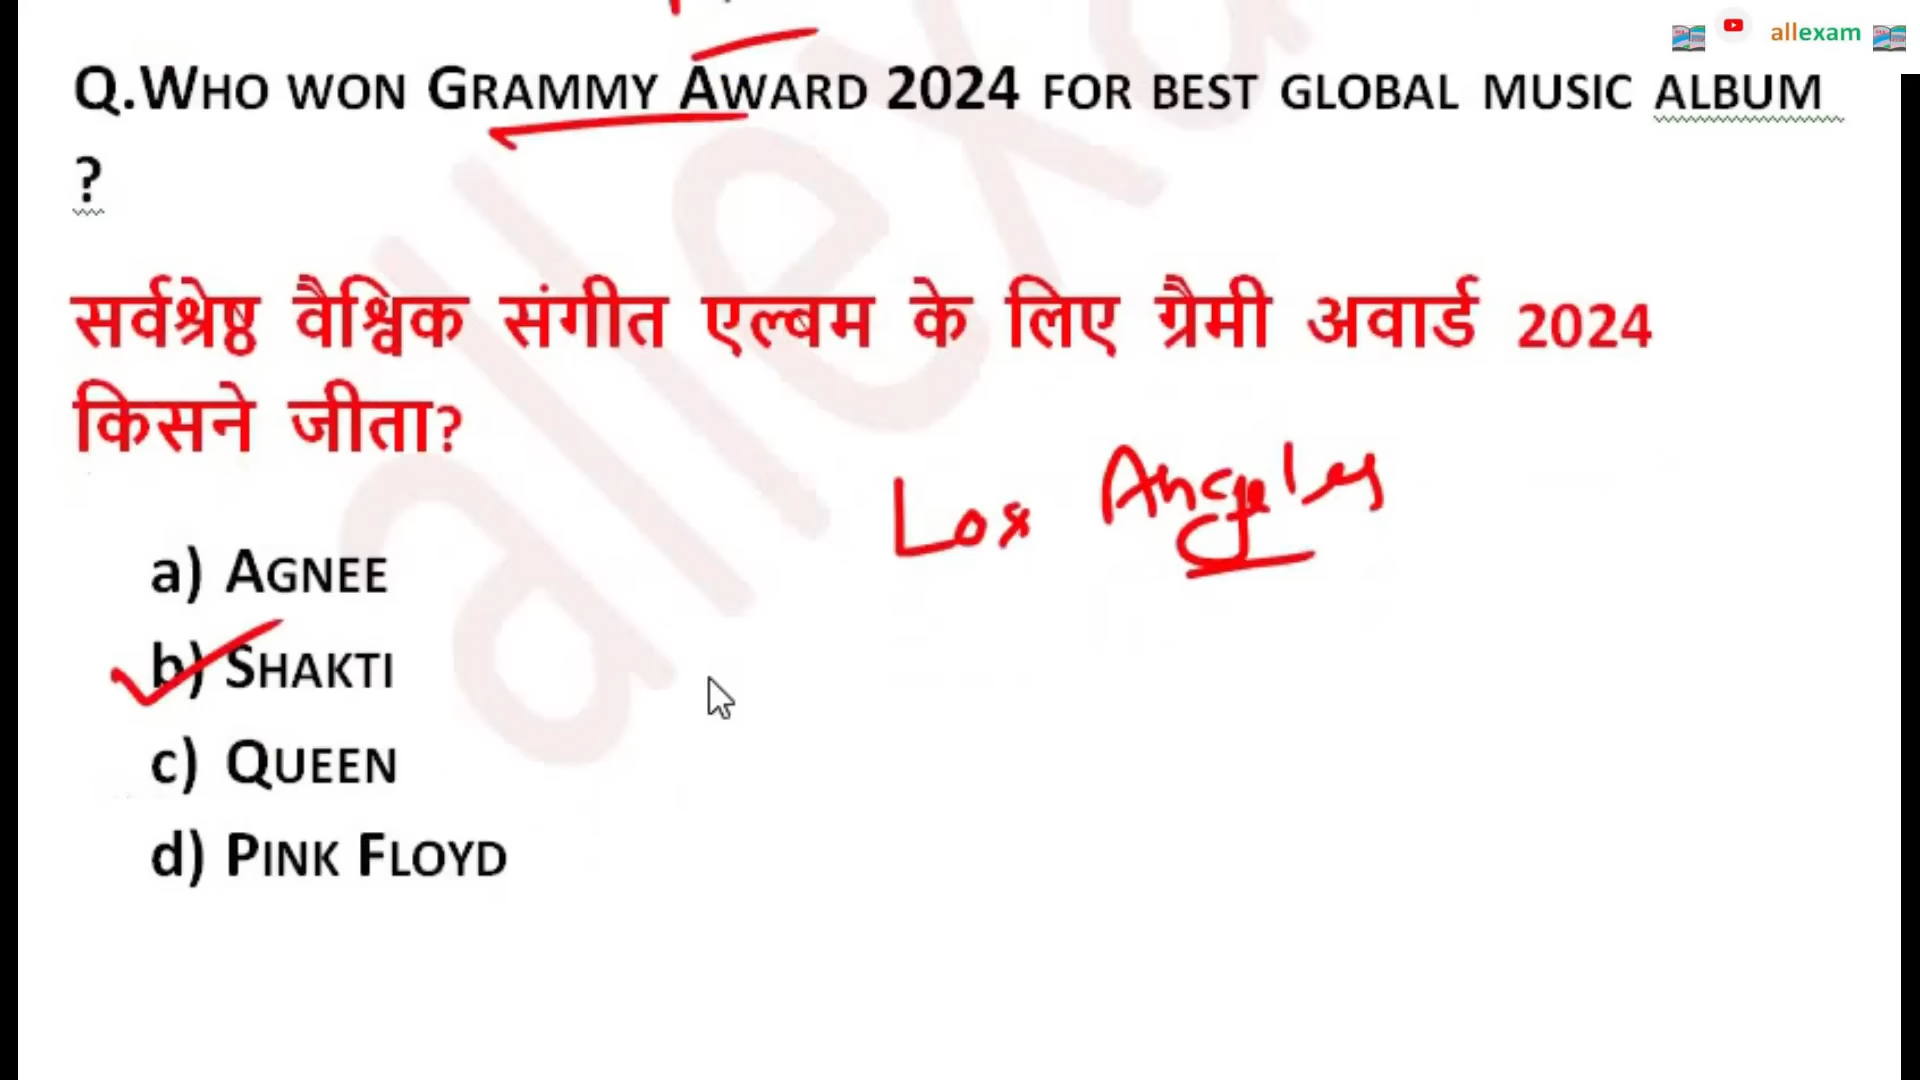 allexam
Q.Who won Grammy Award 2024 for best global music album
?
सर्वश्रेष्ठ वैश्विक संगीत एल्बम के लिए ग्रैमी अवार्ड 2024
किसने जीता?
Los Angeles
a) Agnee
b) Shakti
c) Queen
d) Pink Floyd
allexa